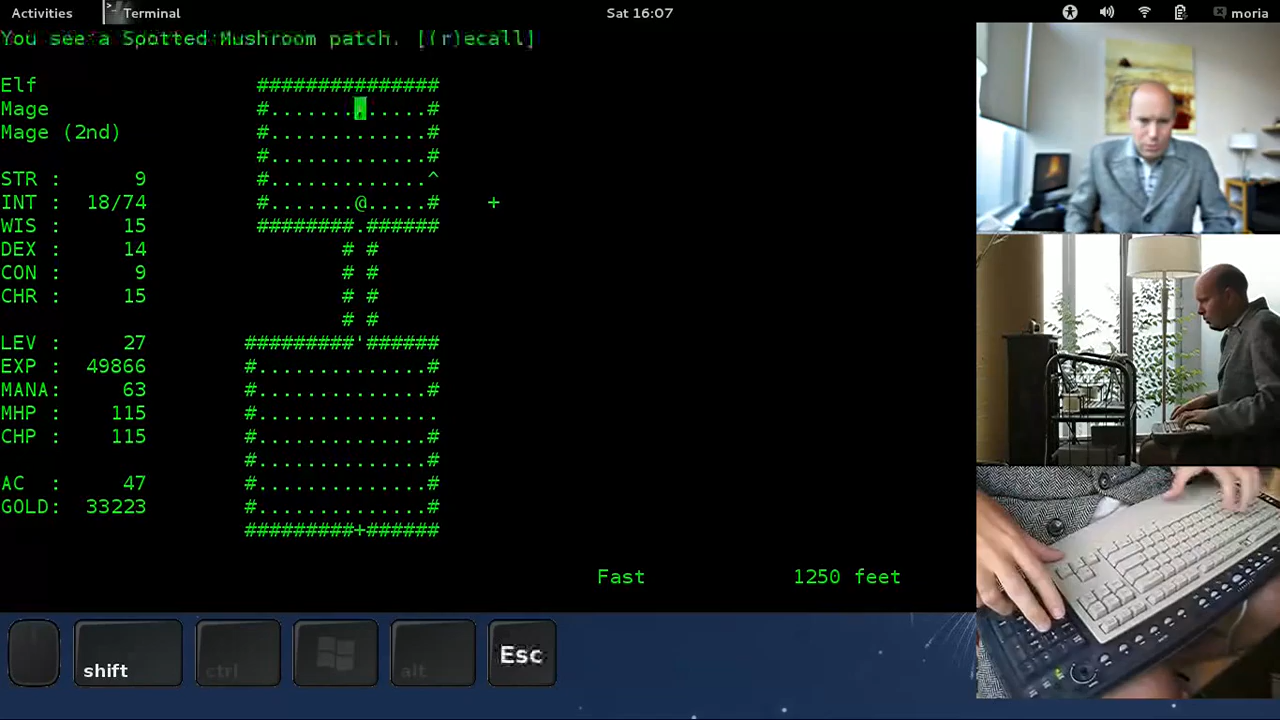 Activities Terminal Sat 16:07 moria
You see a Spotted Mushroom patch. [(r)ecall]
Elf ###############
Mage #.......,.....#
Mage (2nd) #.............#
#.............#
STR : 9 #.............^
INT : 18/74 #.......@.....# +
WIS : 15 ########.######
DEX : 14 # #
CON : 9 # #
CHR : 15 # #
# #
LEV : 27 #########'######
EXP : 49866 #..............#
MANA: 63 #..............#
MHP : 115 #...............
CHP : 115 #..............#
#..............#
AC : 47 #..............#
GOLD: 33223 #..............#
#########+######
Fast 1250 feet
shift ctrl alt Esc